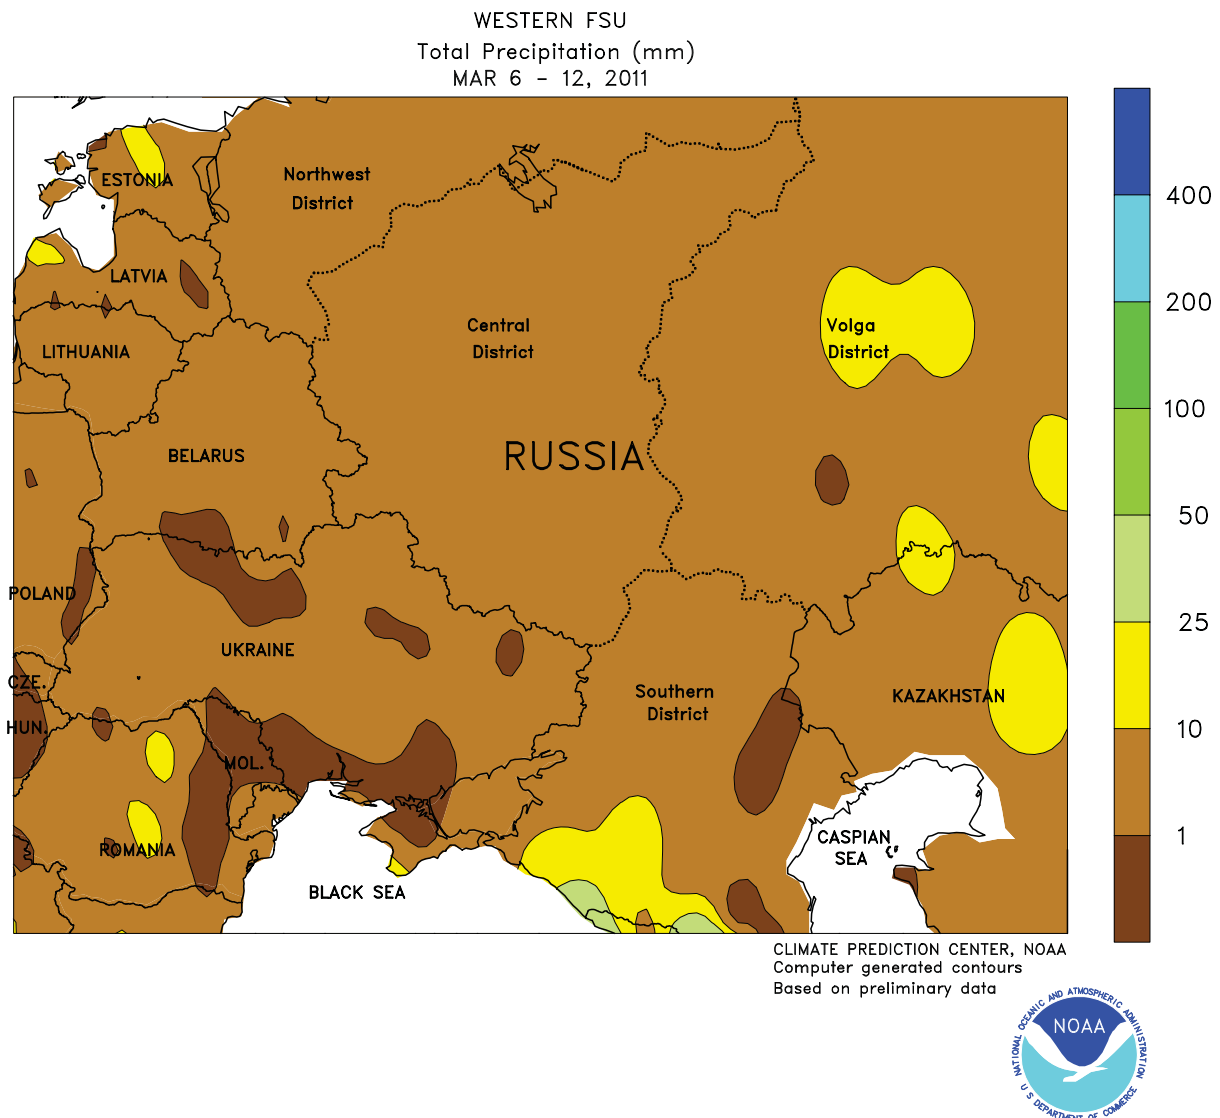 WESTERN FSU
Total Precipitation (mm)
MAR 6 - 12, 2011
ESTONIA
Northwest
District
LATVIA
LITHUANIA
Central
District
Volga
District
BELARUS
RUSSIA
POLAND
UKRAINE
CZE.
HUN.
Southern
District
KAZAKHSTAN
MOL.
ROMANIA
CASPIAN
SEA
BLACK SEA
400
200
100
50
25
10
1
CLIMATE PREDICTION CENTER, NOAA
Computer generated contours
Based on preliminary data
NATIONAL OCEANIC AND ATMOSPHERIC ADMINISTRATION
NOAA
U S DEPARTMENT OF COMMERCE